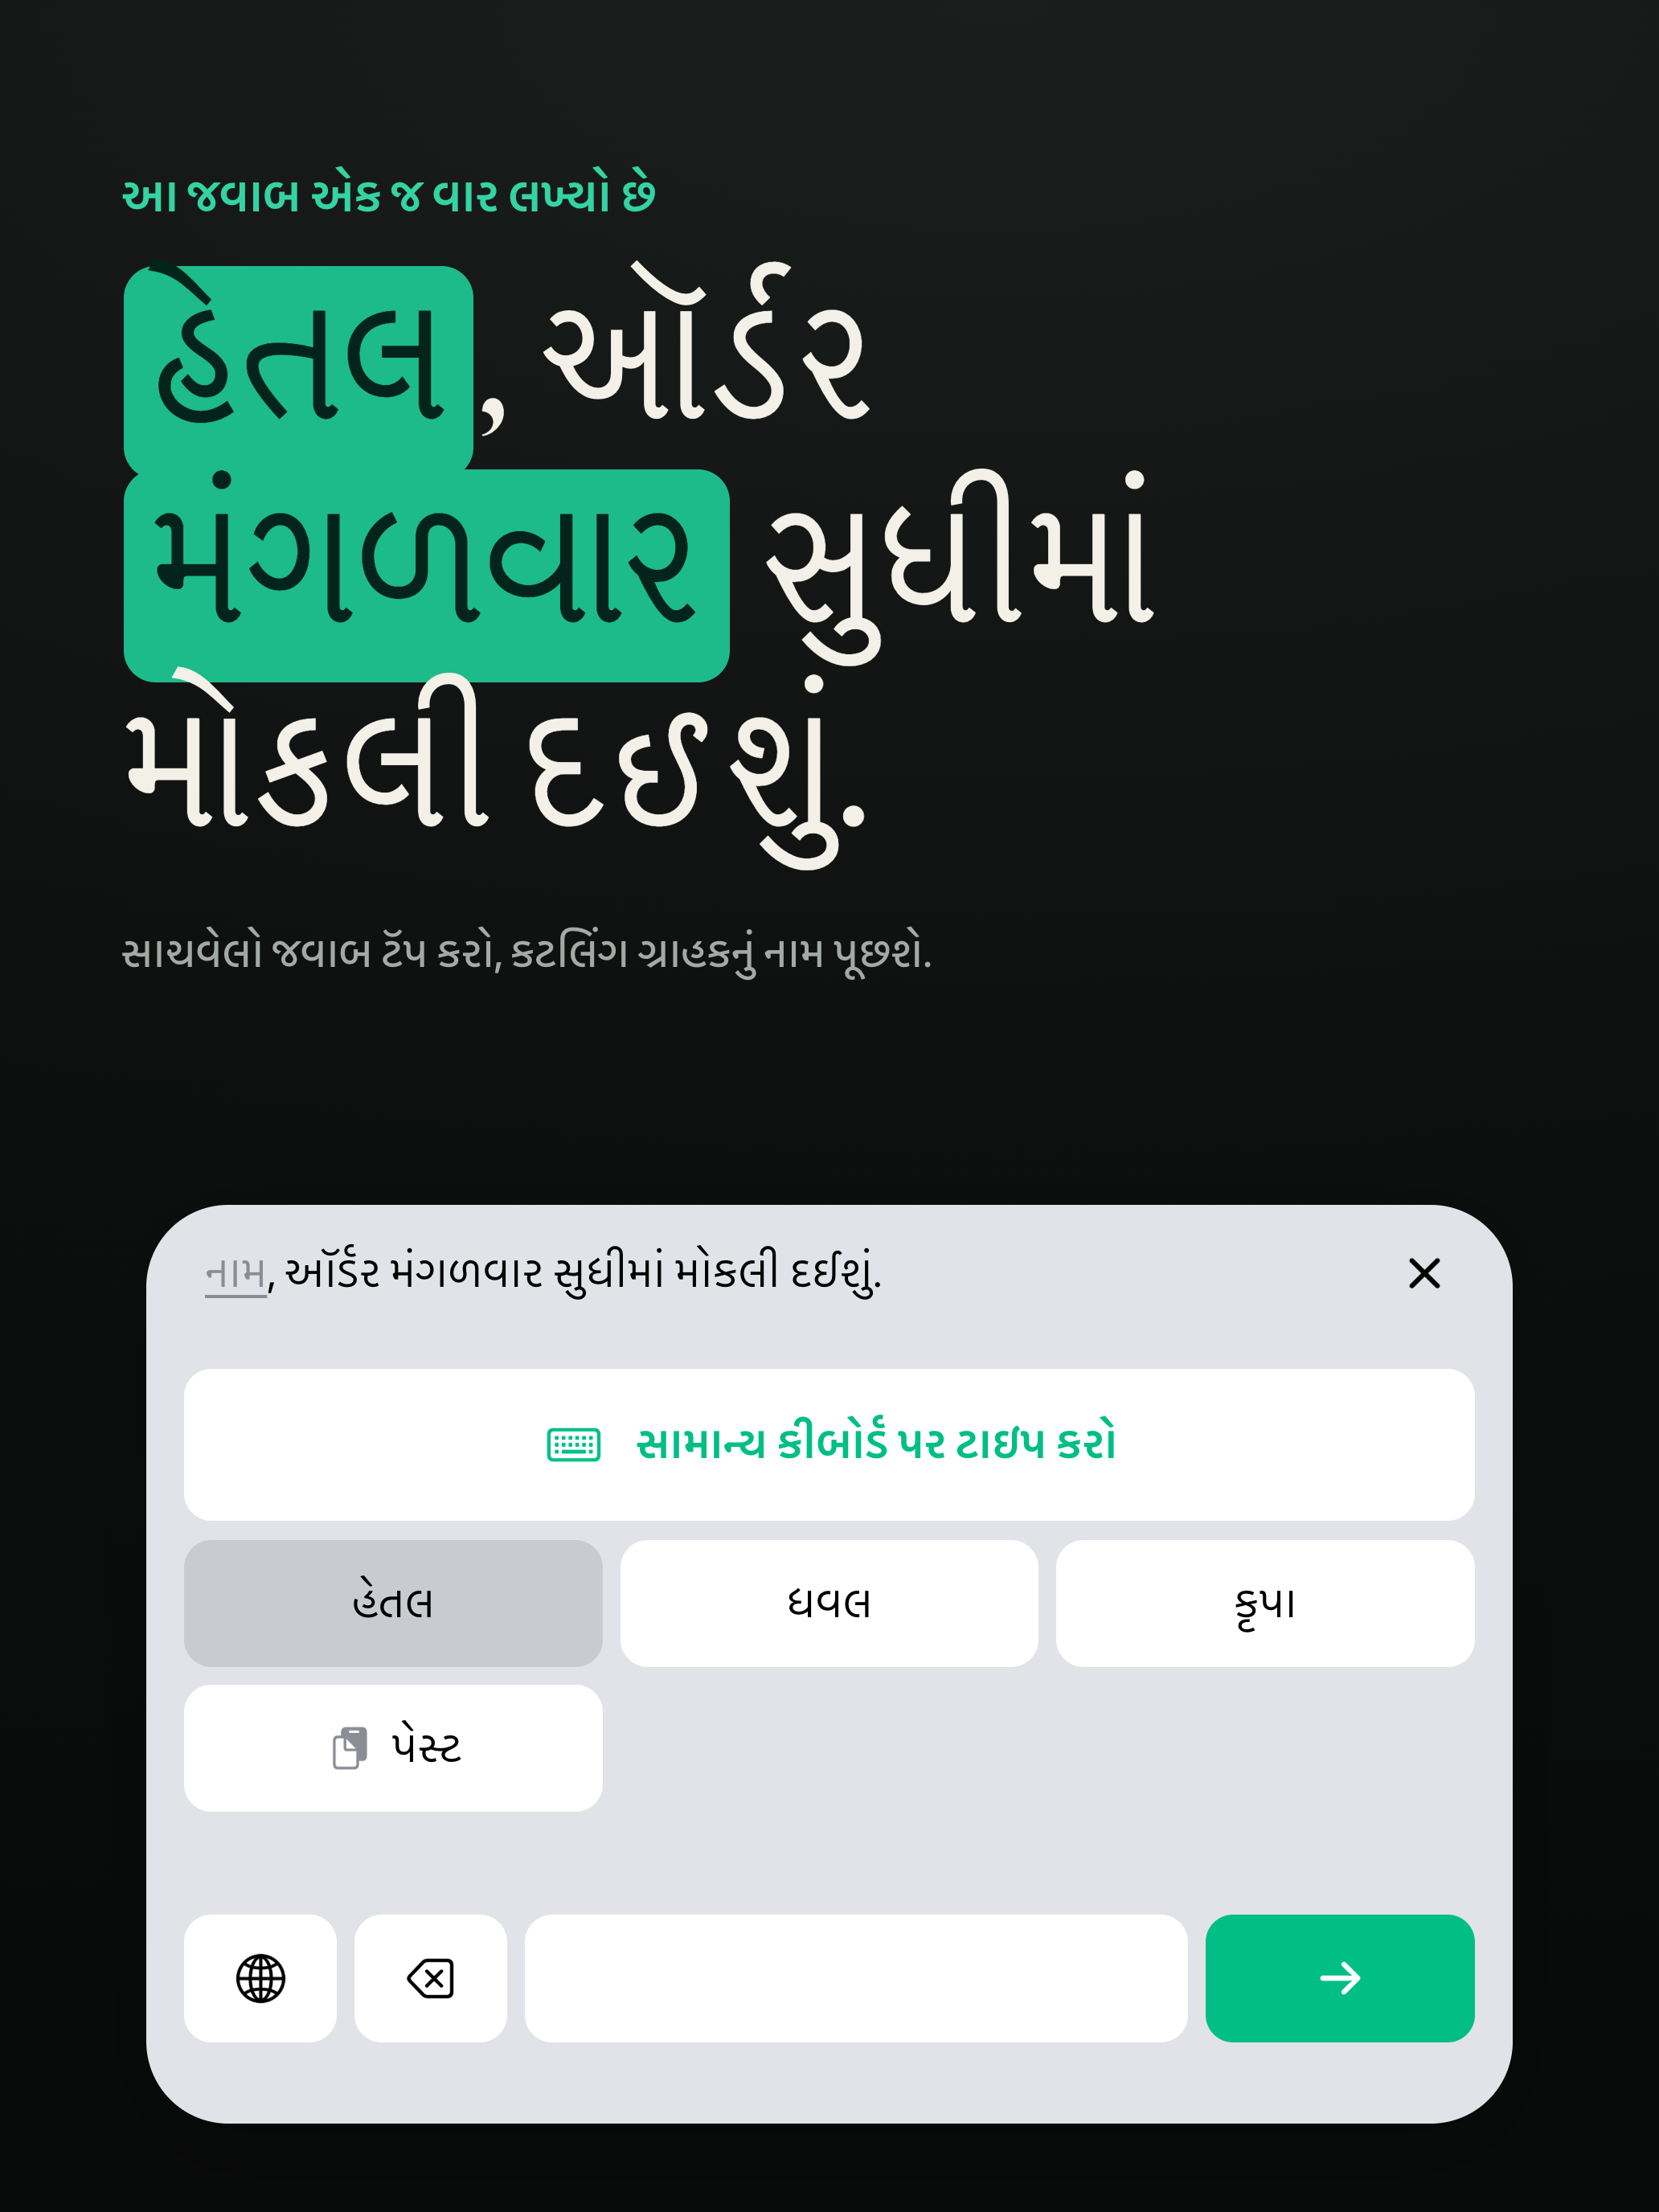 આ જવાબ એક જ વાર લખ્યો છે
હેતલ, ઑર્ડર
મંગળવાર સુધીમાં
મોકલી દઈશું.
સાચવેલો જવાબ ટૅપ કરો, કટલિંગ ગ્રાહકનું નામ પૂછશે.
નામ, ઑર્ડર મંગળવાર સુધીમાં મોકલી દઈશું.
સામાન્ય કીબોર્ડ પર ટાઇપ કરો
હેતલ
ધવલ
કૃપા
પેસ્ટ